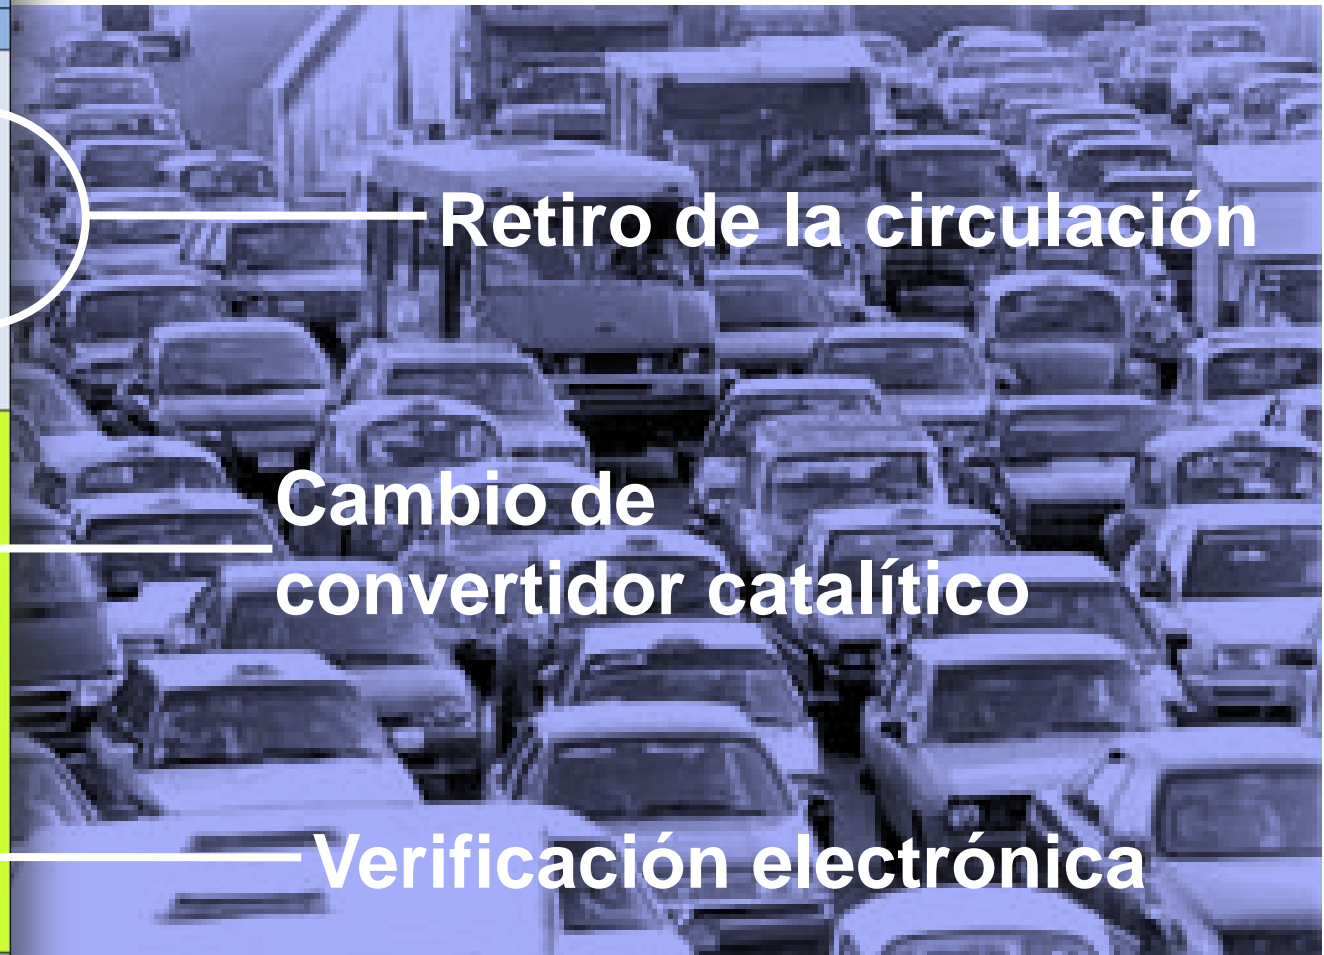 Retiro de la circulación
Cambio de
convertidor catalítico
Verificación electrónica